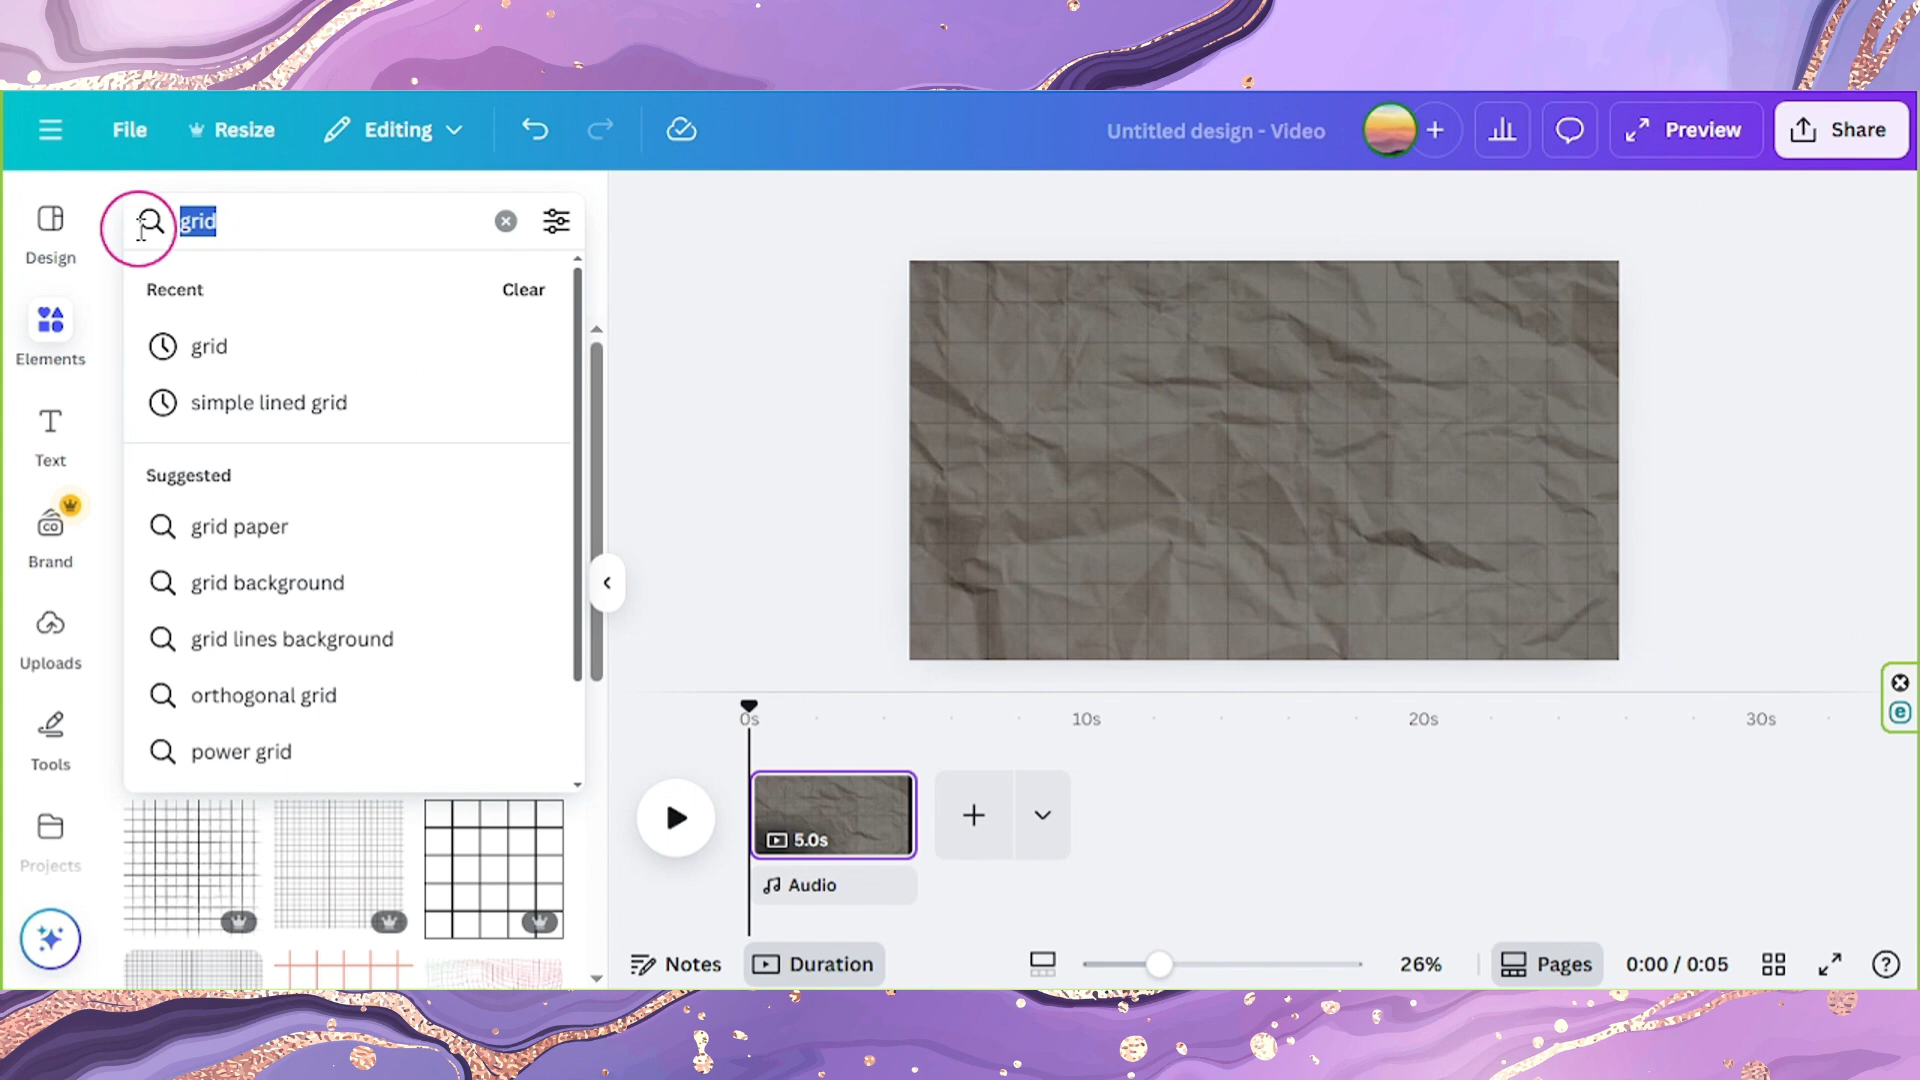 File
Resize
Editing
Untitled design - Video
Preview
Share
Design
Elements
Text
Brand
CO
Uploads
Tools
Projects
grid
Recent
Clear
grid
simple lined grid
Suggested
grid paper
grid background
grid lines background
orthogonal grid
power grid
0s
10s
20s
30s
5.0s
Audio
Notes
Duration
26%
Pages
0:00 / 0:05